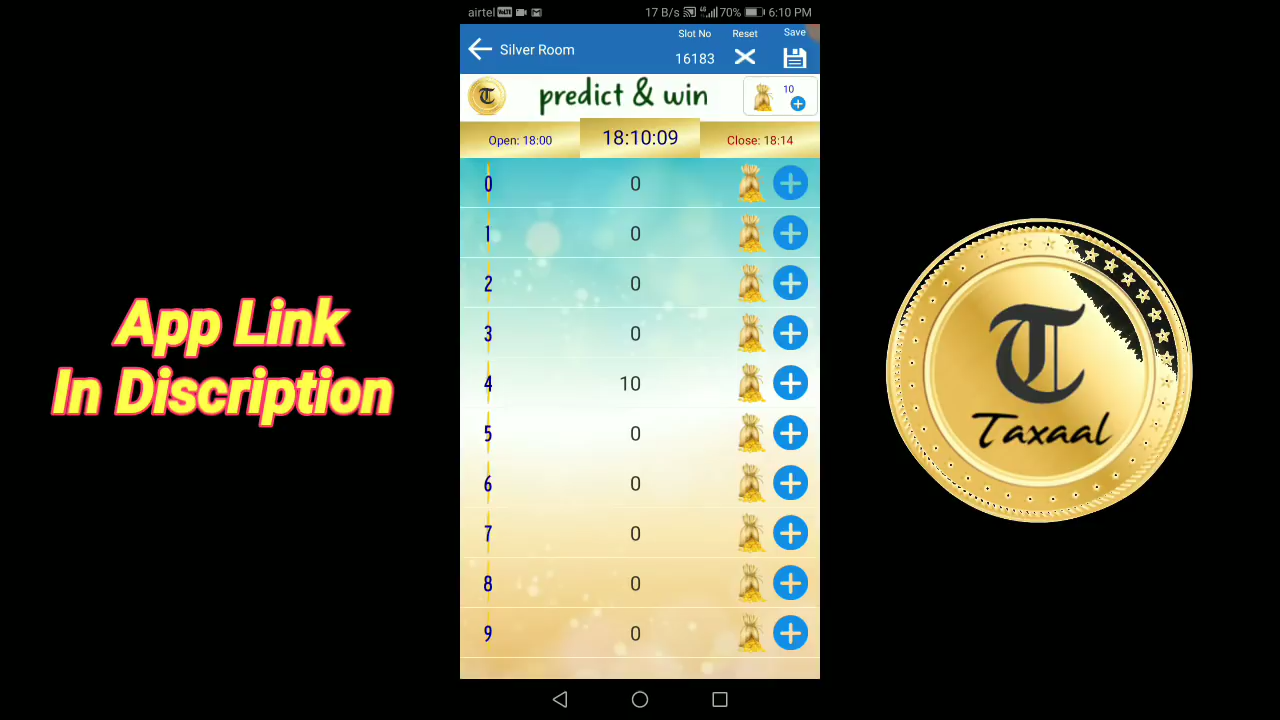 App Link
In Discription
airtel 17 B/s 4G 70% 6:10 PM
Silver Room
Slot No
16183
Reset
Save
T
predict & win
10
Open: 18:00
18:10:09
Close: 18:14
0 0
1 0
2 0
3 0
4 10
5 0
6 0
7 0
8 0
9 0
T
Taxaal